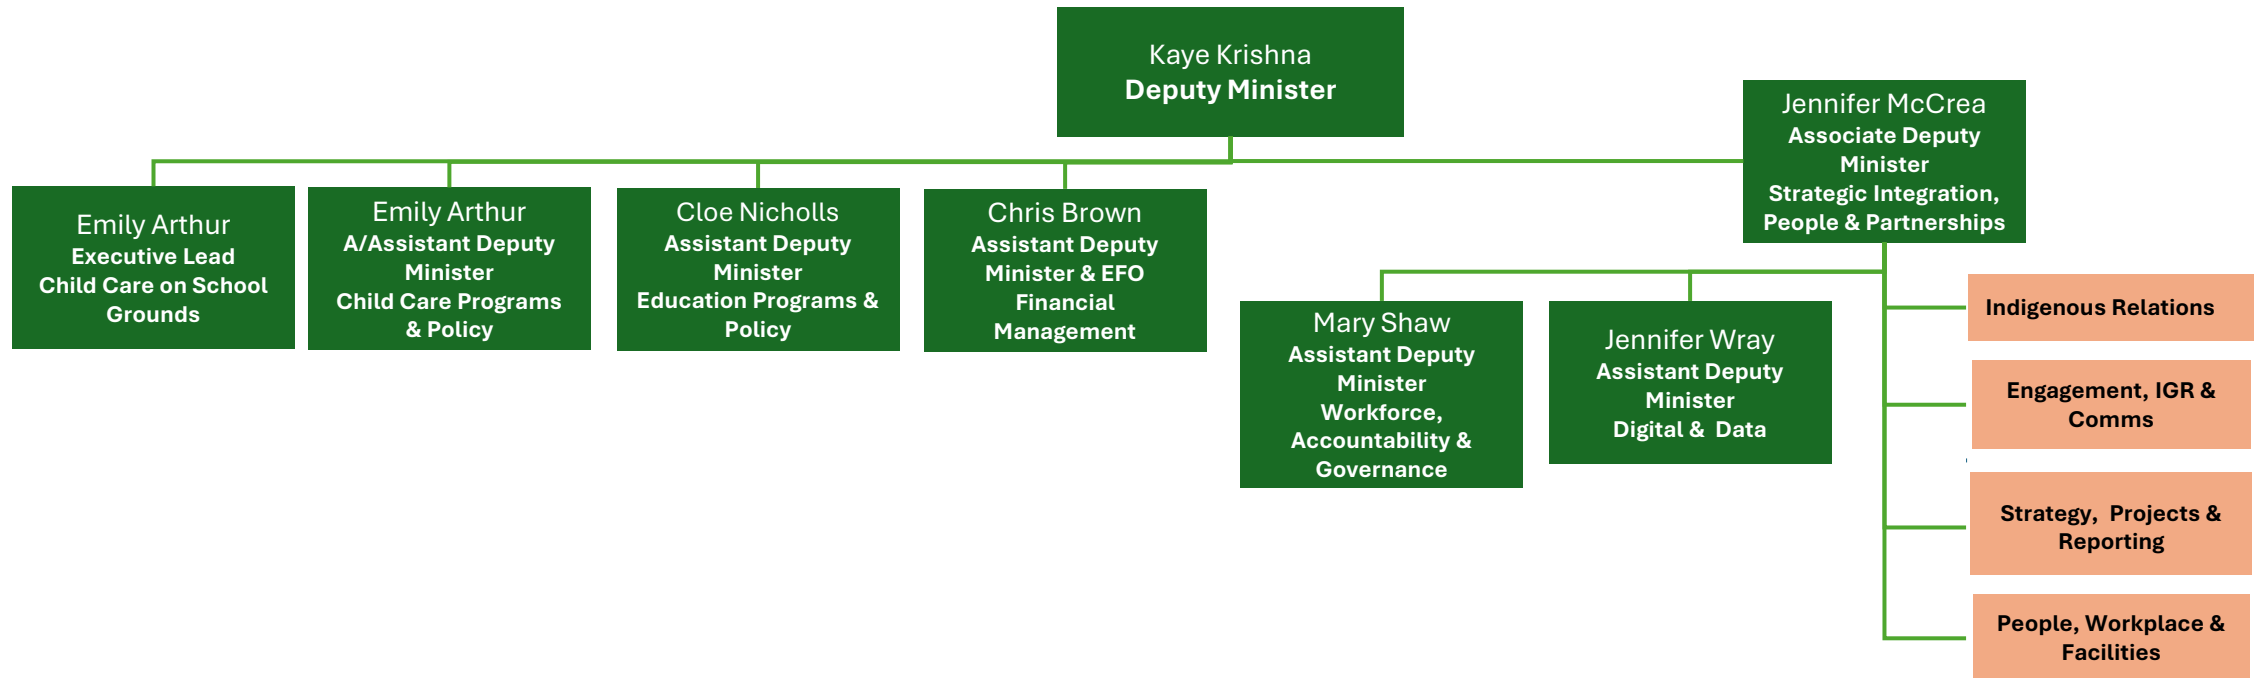 Kaye Krishna
Deputy Minister
Jennifer McCrea
Associate Deputy
Minister
Strategic Integration,
People & Partnerships
Emily Arthur
Executive Lead
Child Care on School
Grounds
Emily Arthur
A/Assistant Deputy
Minister
Child Care Programs
& Policy
Cloe Nicholls
Assistant Deputy
Minister
Education Programs &
Policy
Chris Brown
Assistant Deputy
Minister & EFO
Financial
Management
Mary Shaw
Assistant Deputy
Minister
Workforce,
Accountability &
Governance
Jennifer Wray
Assistant Deputy
Minister
Digital &  Data
Indigenous Relations
Engagement, IGR &
Comms
Strategy,  Projects &
Reporting
People, Workplace &
Facilities